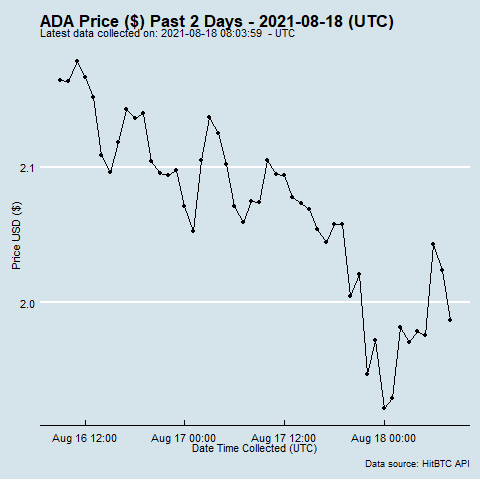 ADA Price ($) Past 2 Days - 2021-08-18 (UTC)
Latest data collected on: 2021-08-18 08:03:59  - UTC
2.1
Price USD ($)
2.0
Aug 16 12:00 Aug 17 00:00 Aug 17 12:00 Aug 18 00:00
Date Time Collected (UTC)
Data source: HitBTC API